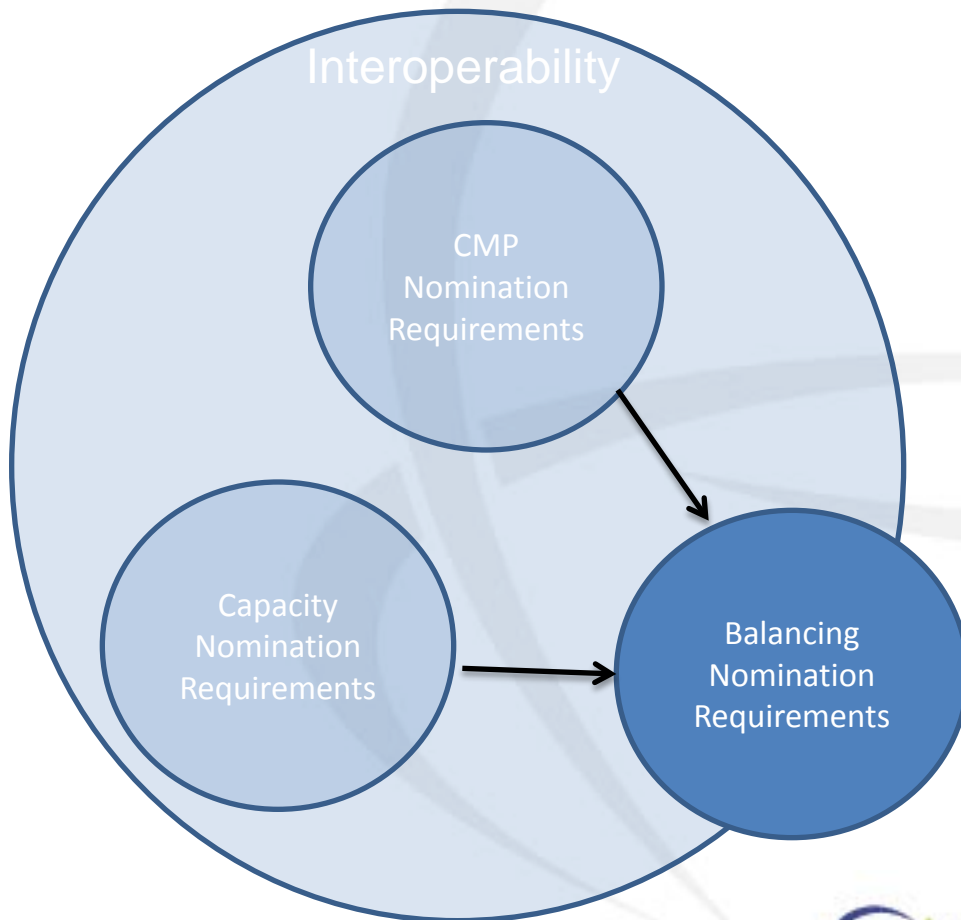 Interoperability
CMP
Nomination
Requirements
Capacity
Nomination
Requirements
Balancing
Nomination
Requirements